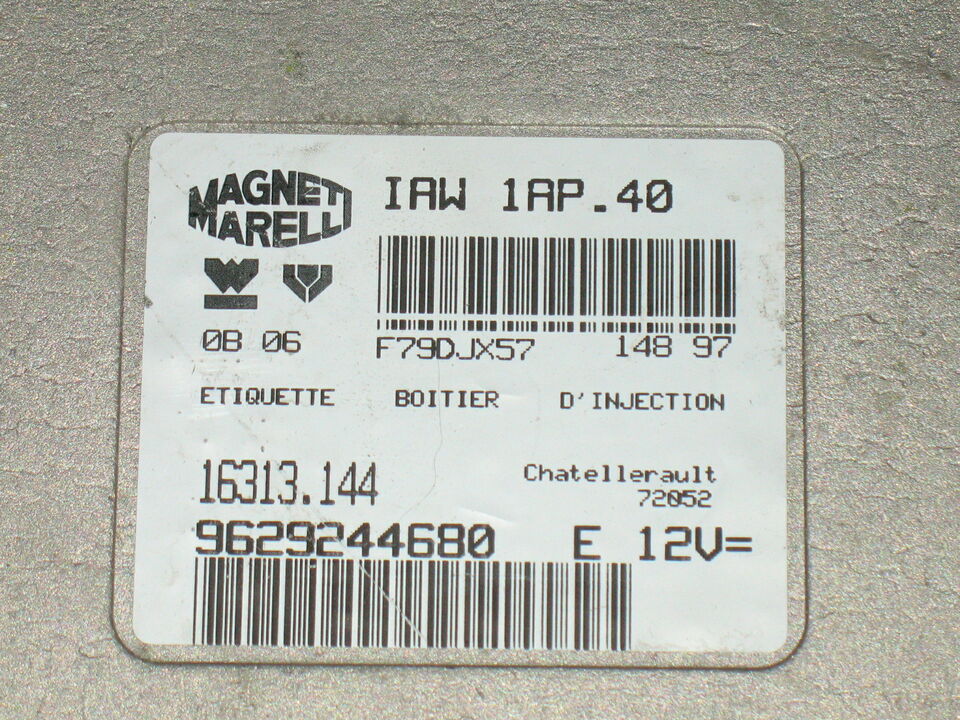 MAGNETI
MARELLI
IAW 1AP.40
0B 06
F79DJX57 148 97
ETIQUETTE BOITIER D'INJECTION
16313.144
Chatellerault
72052
9629244680 E 12V=